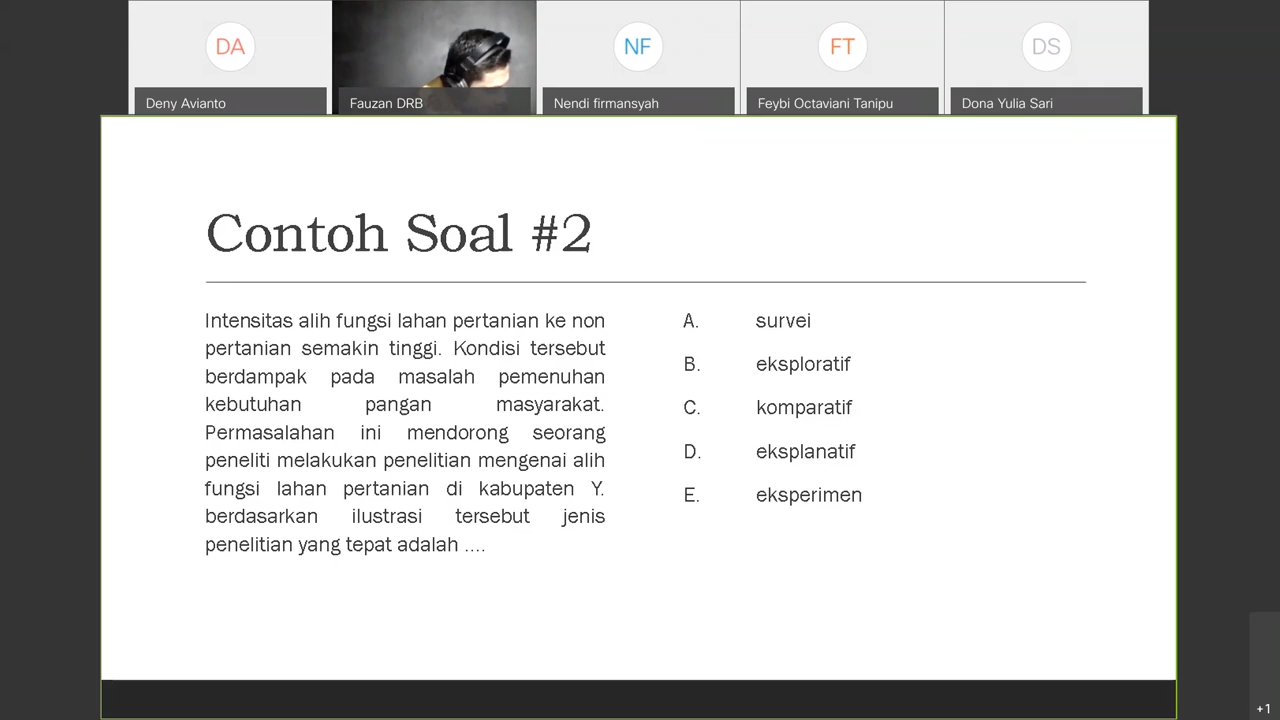 DA
NF
FT
DS
Deny Avianto
Fauzan DRB
Nendi firmansyah
Feybi Octaviani Tanipu
Dona Yulia Sari
Contoh Soal #2
Intensitas alih fungsi lahan pertanian ke non
pertanian semakin tinggi. Kondisi tersebut
berdampak pada masalah pemenuhan
kebutuhan pangan masyarakat.
Permasalahan ini mendorong seorang
peneliti melakukan penelitian mengenai alih
fungsi lahan pertanian di kabupaten Y.
berdasarkan ilustrasi tersebut jenis
penelitian yang tepat adalah ....
A. survei
B. eksploratif
C. komparatif
D. eksplanatif
E. eksperimen
+1